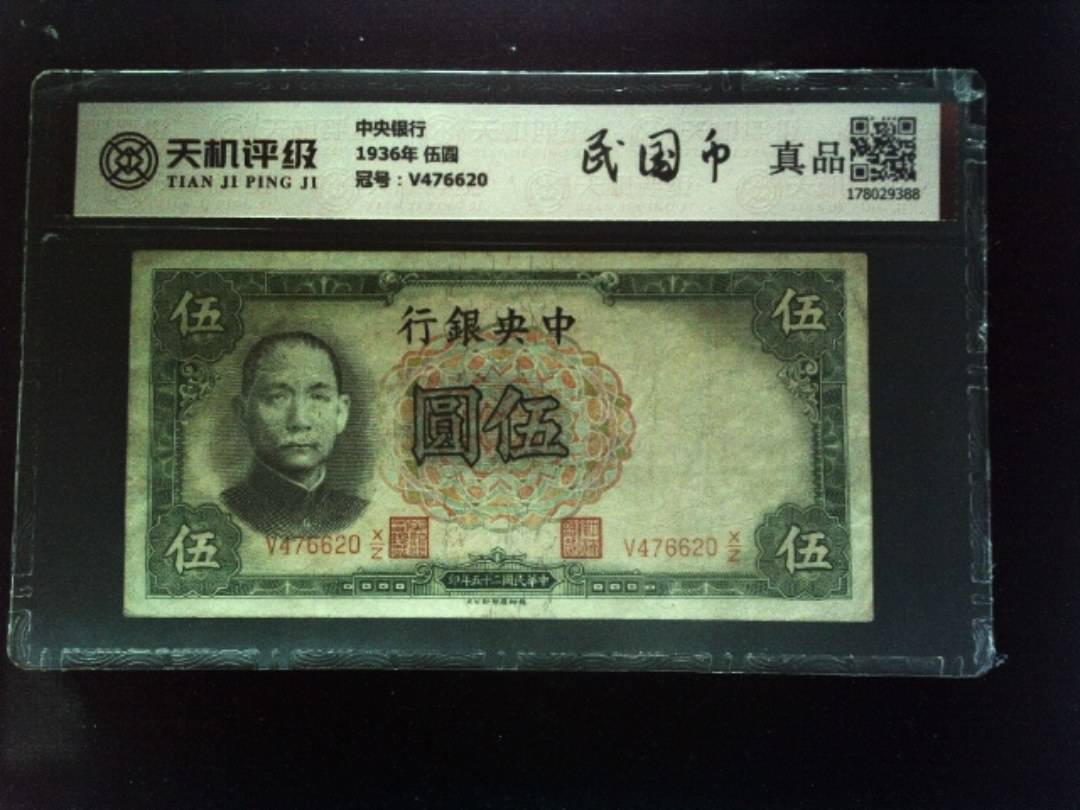 天机评级
TIAN JI PING JI
中央银行
1936年 伍圆
冠号：V476620
民国币
真品
178029388
伍
伍
行銀央中
圓伍
V476620 X/Z
V476620 X/Z
伍
伍
印年五十二國民華中